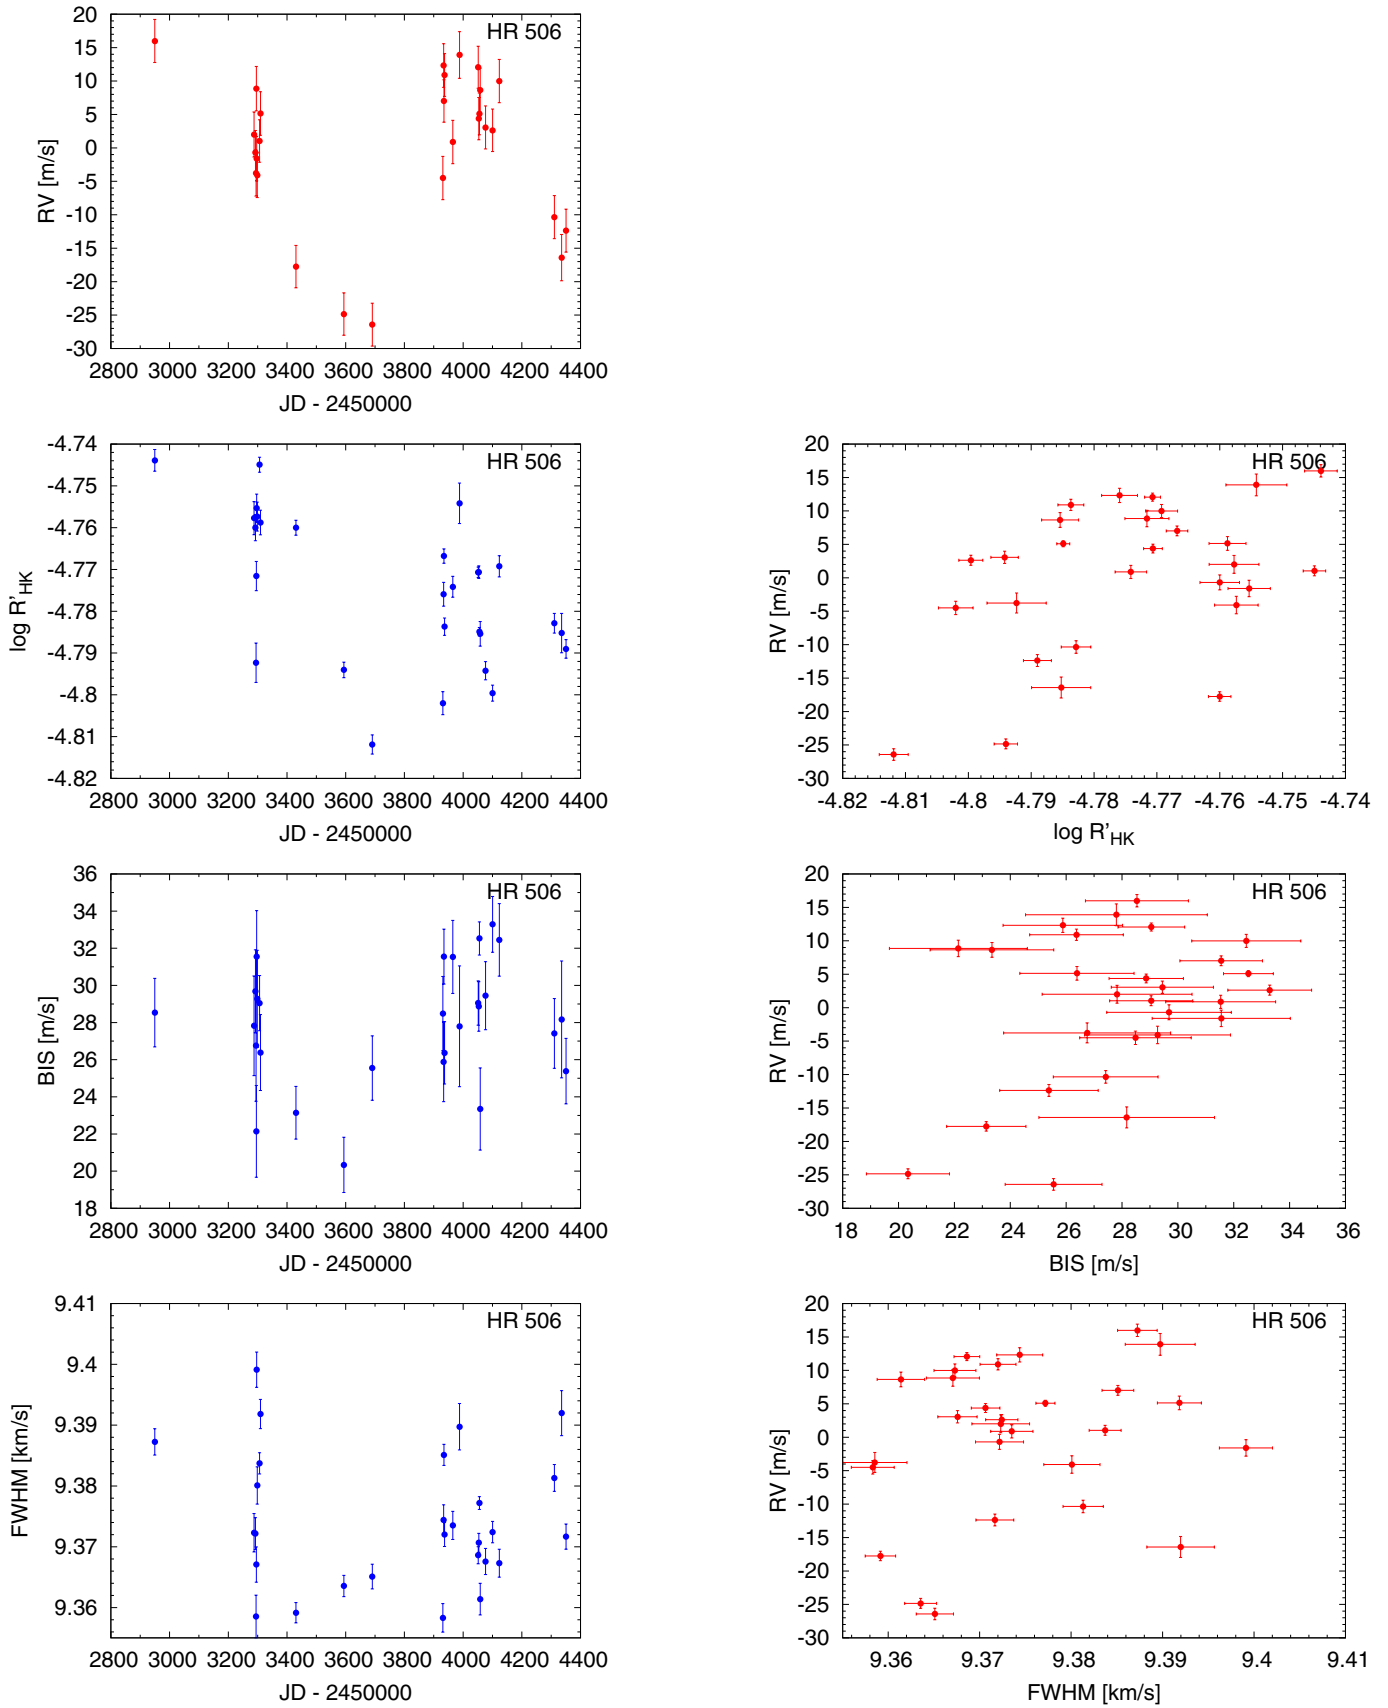 HR 506
20
15
10
5
0
-5
-10
-15
-20
-25
-30
RV [m/s]
2800 3000 3200 3400 3600 3800 4000 4200 4400
JD - 2450000
HR 506
-4.74
-4.75
-4.76
-4.77
-4.78
-4.79
-4.8
-4.81
-4.82
log R'HK
2800 3000 3200 3400 3600 3800 4000 4200 4400
JD - 2450000
HR 506
20
15
10
5
0
-5
-10
-15
-20
-25
-30
RV [m/s]
-4.82 -4.81 -4.8 -4.79 -4.78 -4.77 -4.76 -4.75 -4.74
log R'HK
HR 506
36
34
32
30
28
26
24
22
20
18
BIS [m/s]
2800 3000 3200 3400 3600 3800 4000 4200 4400
JD - 2450000
HR 506
20
15
10
5
0
-5
-10
-15
-20
-25
-30
RV [m/s]
18 20 22 24 26 28 30 32 34 36
BIS [m/s]
HR 506
9.41
9.4
9.39
9.38
9.37
9.36
FWHM [km/s]
2800 3000 3200 3400 3600 3800 4000 4200 4400
JD - 2450000
HR 506
20
15
10
5
0
-5
-10
-15
-20
-25
-30
RV [m/s]
9.36 9.37 9.38 9.39 9.4 9.41
FWHM [km/s]